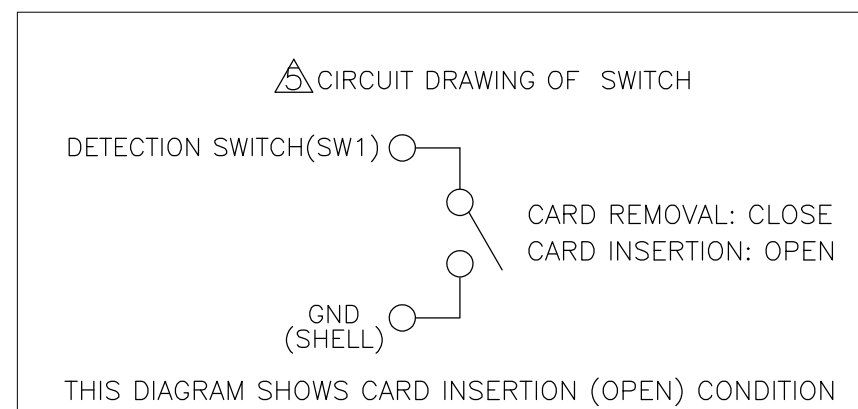 5 CIRCUIT DRAWING OF SWITCH
DETECTION SWITCH(SW1)
CARD REMOVAL: CLOSE
CARD INSERTION: OPEN
GND
(SHELL)
THIS DIAGRAM SHOWS CARD INSERTION (OPEN) CONDITION